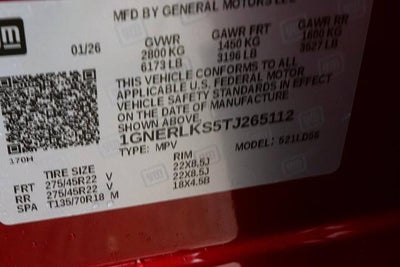 MFD BY GENERAL MOTORS LLC
m
01/26
GVWR GAWR FRT GAWR RR
2800 KG 1450 KG 1600 KG
6173 LB 3196 LB 3527 LB
THIS VEHICLE CONFORMS TO ALL
APPLICABLE U.S. FEDERAL MOTOR
VEHICLE SAFETY STANDARDS IN EFFECT
ON THE DATE OF MANUFACTURE
SHOWN ABOVE.
1GNERLKS5TJ265112
TYPE: MPV MODEL:
170H
TIRE SIZE RIM
FRT 275/45R22 V 22X8.5J
RR 275/45R22 V 22X8.5J
SPA T135/70R18 M 18X4.5B